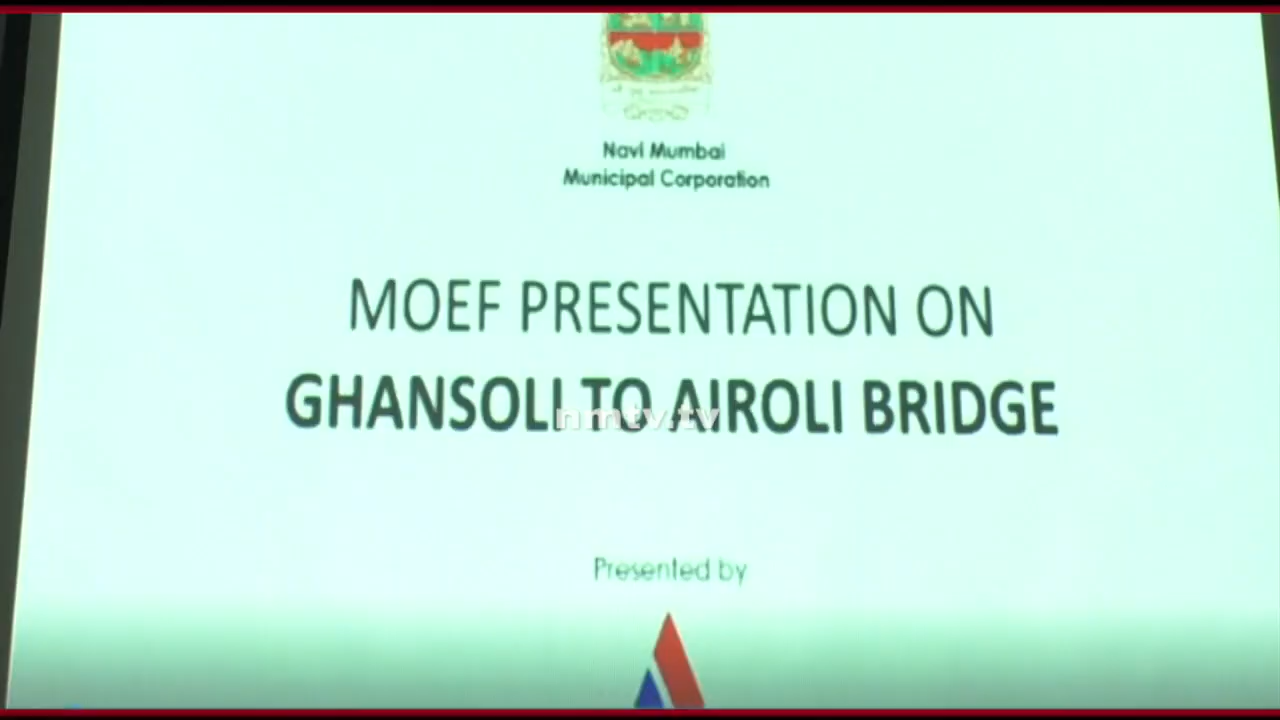 Navi Mumbai
Municipal Corporation
MOEF PRESENTATION ON
GHANSOLI TO AIROLI BRIDGE
nmtv.tv
Presented by